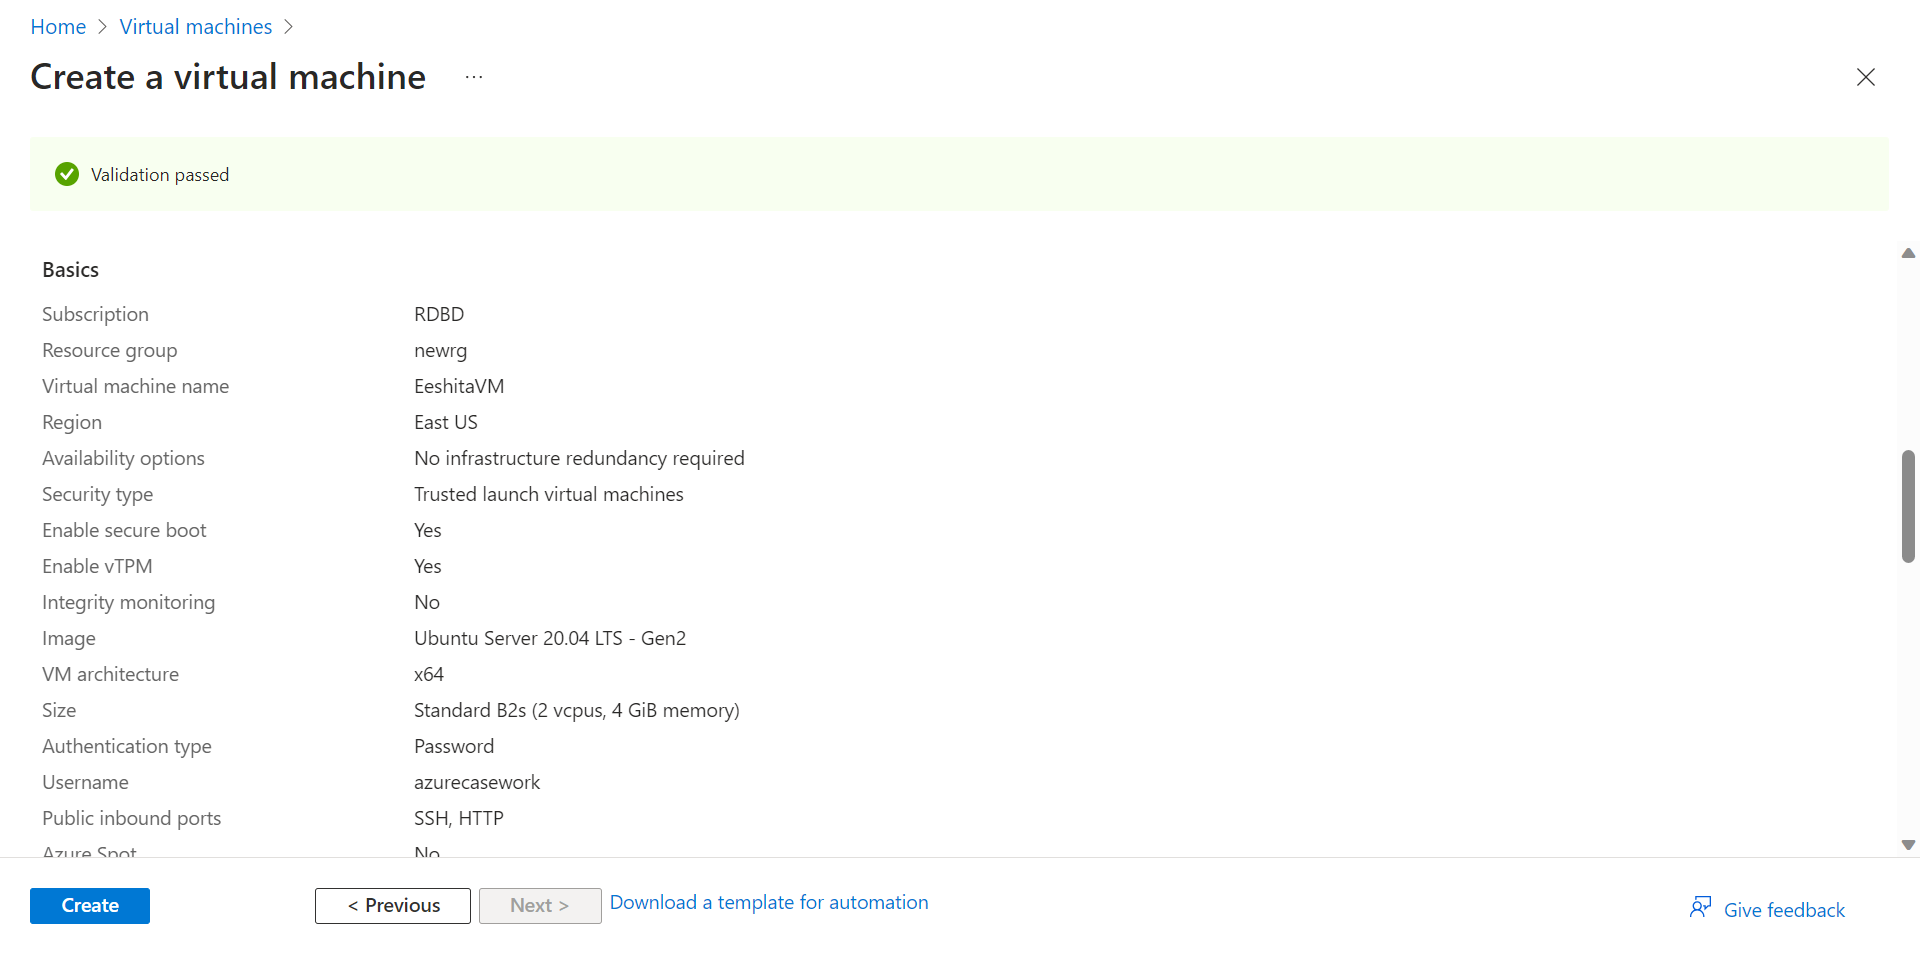 Home > Virtual machines >
Create a virtual machine ...
Validation passed
Basics
Subscription RDBD
Resource group newrg
Virtual machine name EeshitaVM
Region East US
Availability options No infrastructure redundancy required
Security type Trusted launch virtual machines
Enable secure boot Yes
Enable vTPM Yes
Integrity monitoring No
Image Ubuntu Server 20.04 LTS - Gen2
VM architecture x64
Size Standard B2s (2 vcpus, 4 GiB memory)
Authentication type Password
Username azurecasework
Public inbound ports SSH, HTTP
Azure Spot No
Create < Previous Next > Download a template for automation Give feedback